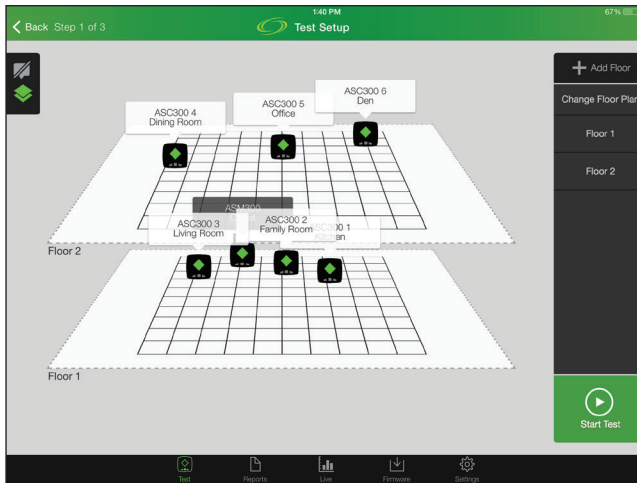 1:40 PM
67%
Back Step 1 of 3
Test Setup
ASC300 6
Den
ASC300 5
Office
ASC300 4
Dining Room
Add Floor
Change Floor Plan
Floor 1
Floor 2
ASM300
ASC300 3
Living Room
ASC300 2
Family Room
ASC300 1
Kitchen
Floor 2
Floor 1
Start Test
Test
Reports
Live
Firmware
Settings